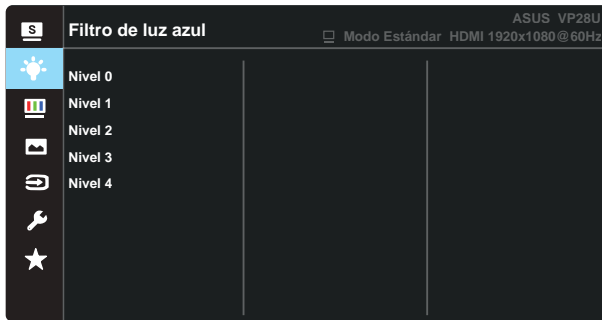 S
Filtro de luz azul
ASUS VP28U
Modo Estándar HDMI 1920x1080@60Hz
Nivel 0
Nivel 1
Nivel 2
Nivel 3
Nivel 4